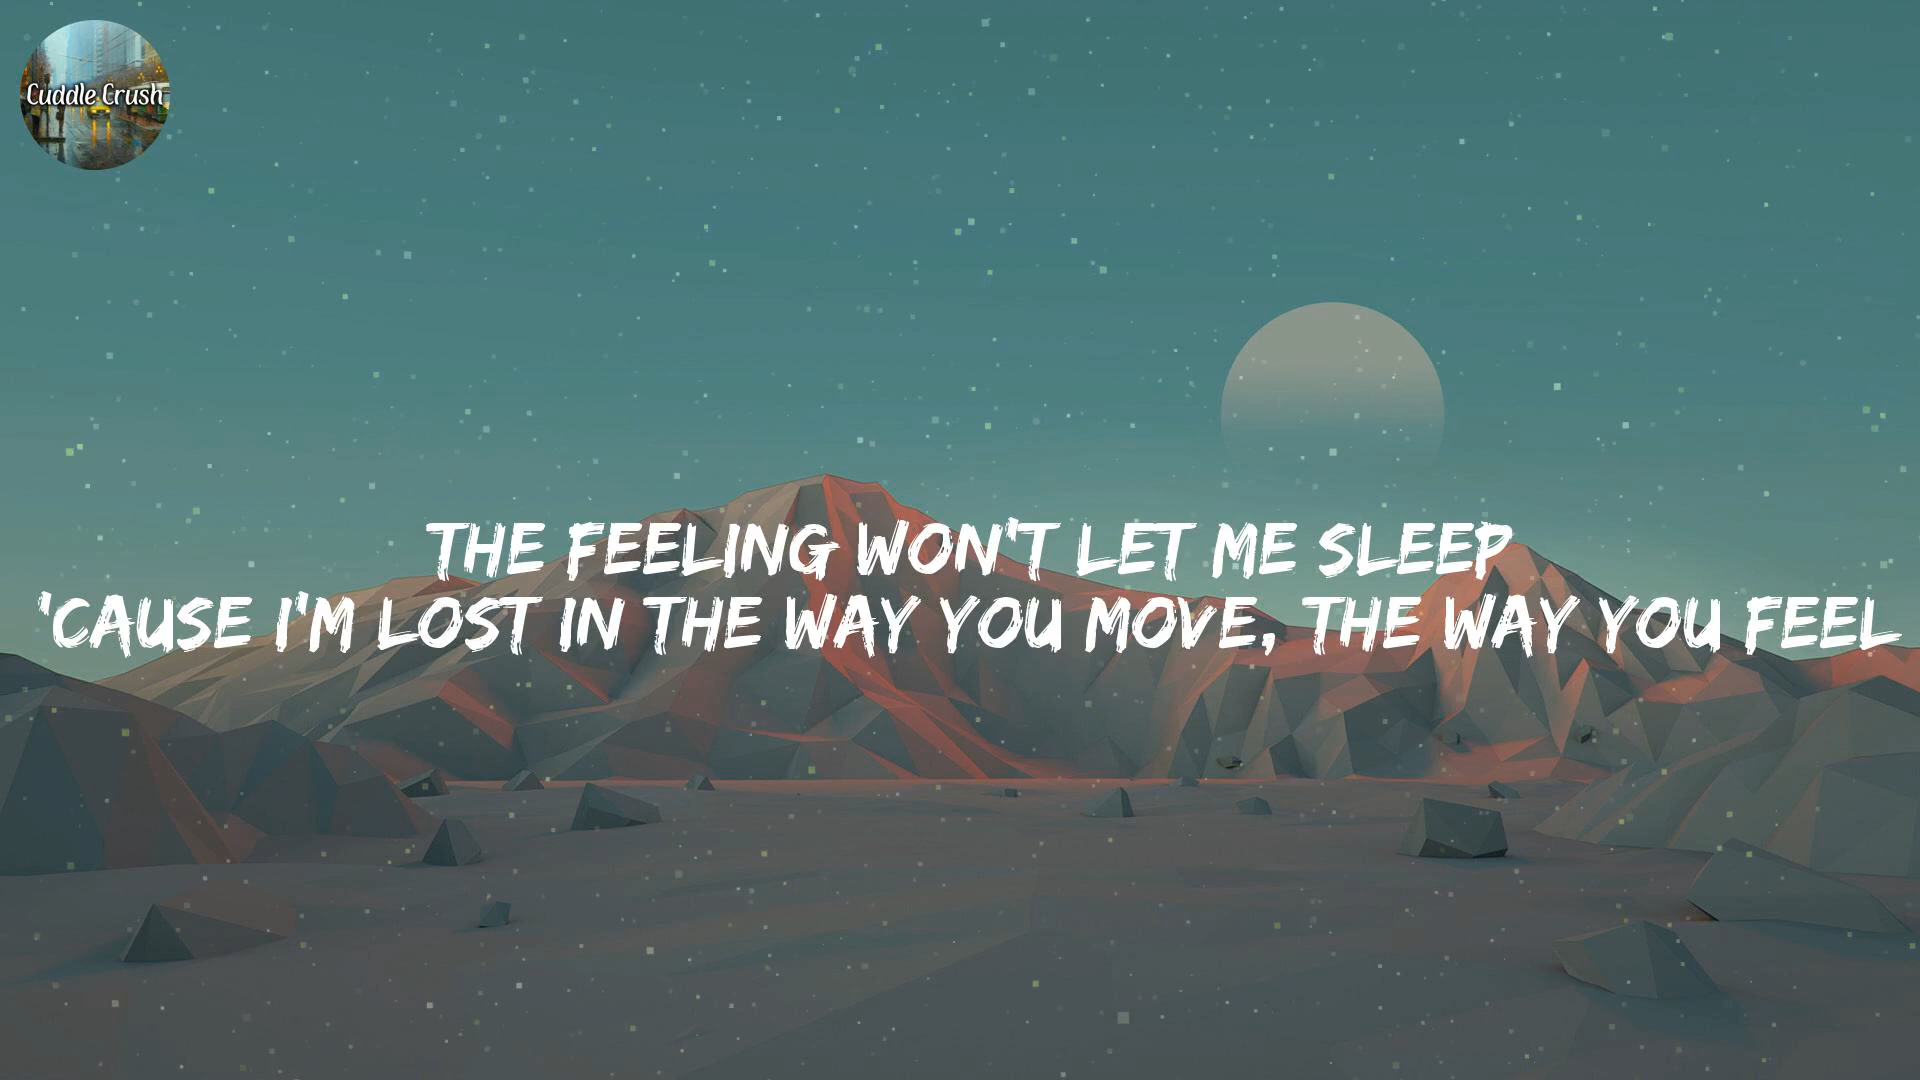 Cuddle Crush
THE FEELING WON'T LET ME SLEEP
'CAUSE I'M LOST IN THE WAY YOU MOVE, THE WAY YOU FEEL